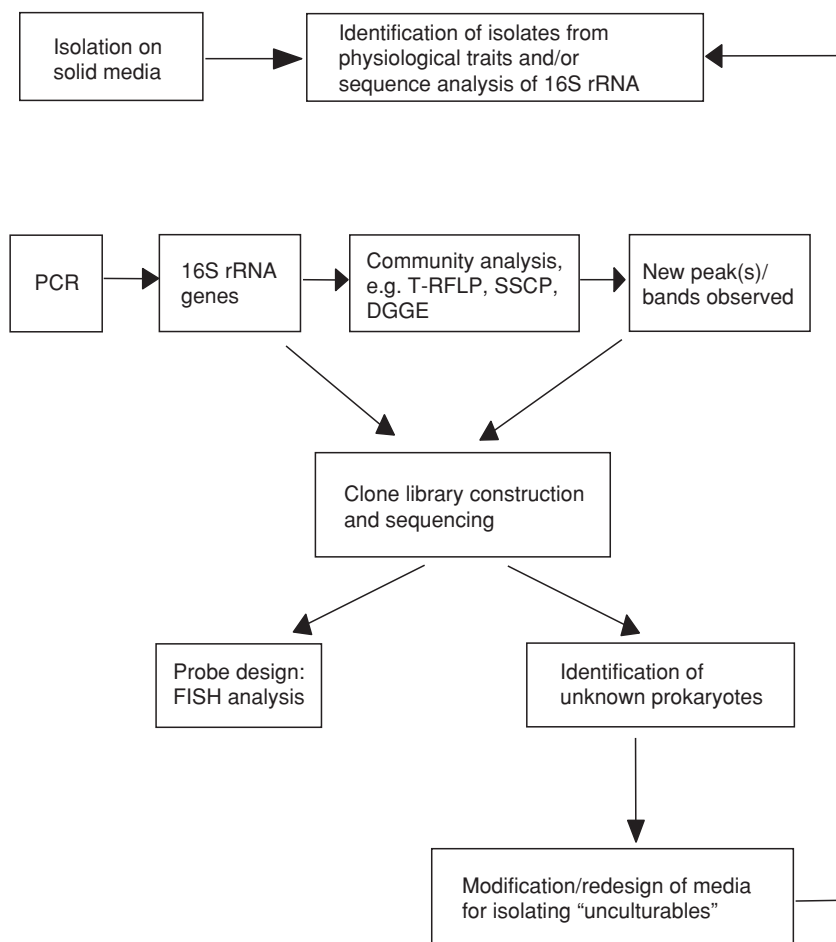 Isolation on
solid media
Identification of isolates from
physiological traits and/or
sequence analysis of 16S rRNA
PCR
16S rRNA
genes
Community analysis,
e.g. T-RFLP, SSCP,
DGGE
New peak(s)/
bands observed
Clone library construction
and sequencing
Probe design:
FISH analysis
Identification of
unknown prokaryotes
Modification/redesign of media
for isolating “unculturables”